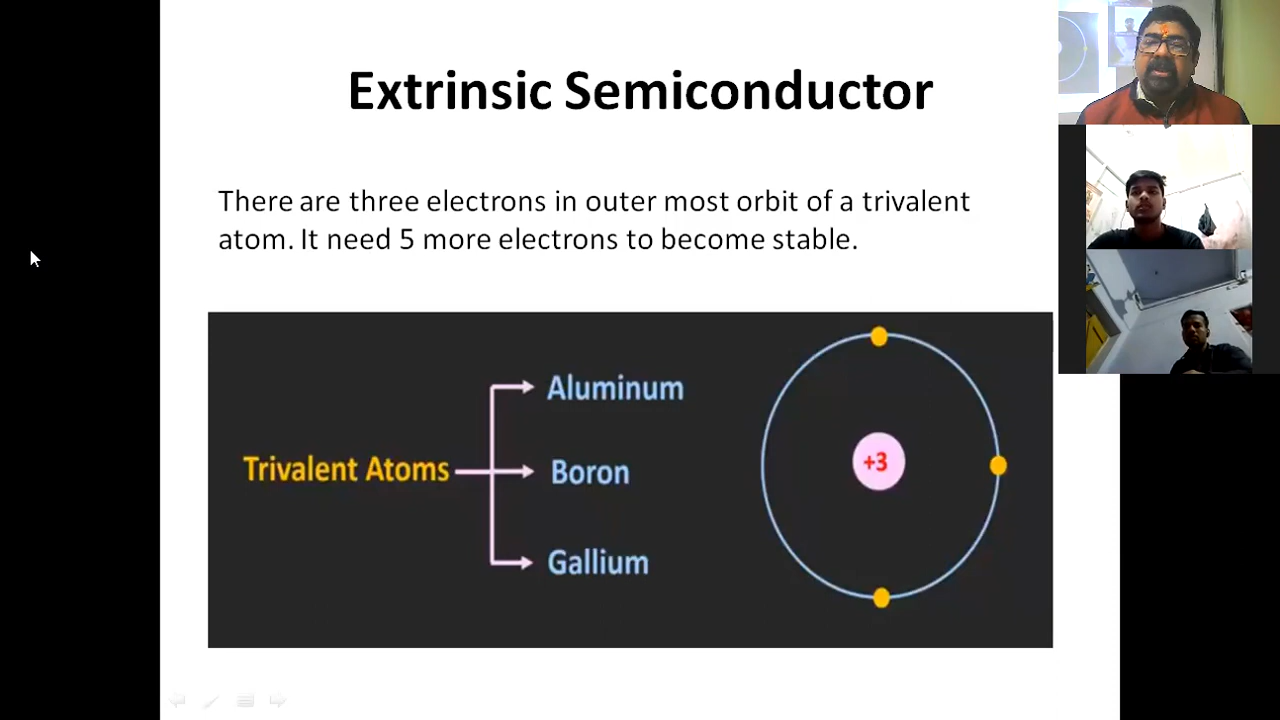 Extrinsic Semiconductor
There are three electrons in outer most orbit of a trivalent
atom. It need 5 more electrons to become stable.
Trivalent Atoms
Aluminum
Boron
Gallium
+3